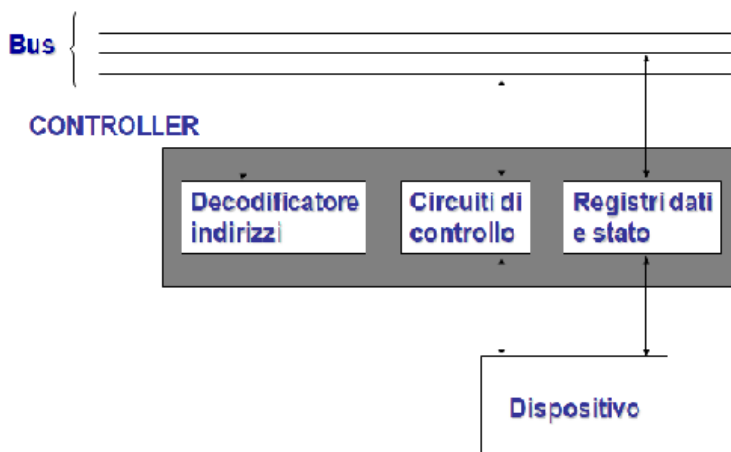 Bus
CONTROLLER
Decodificatore
indirizzi
Circuiti di
controllo
Registri dati
e stato
Dispositivo